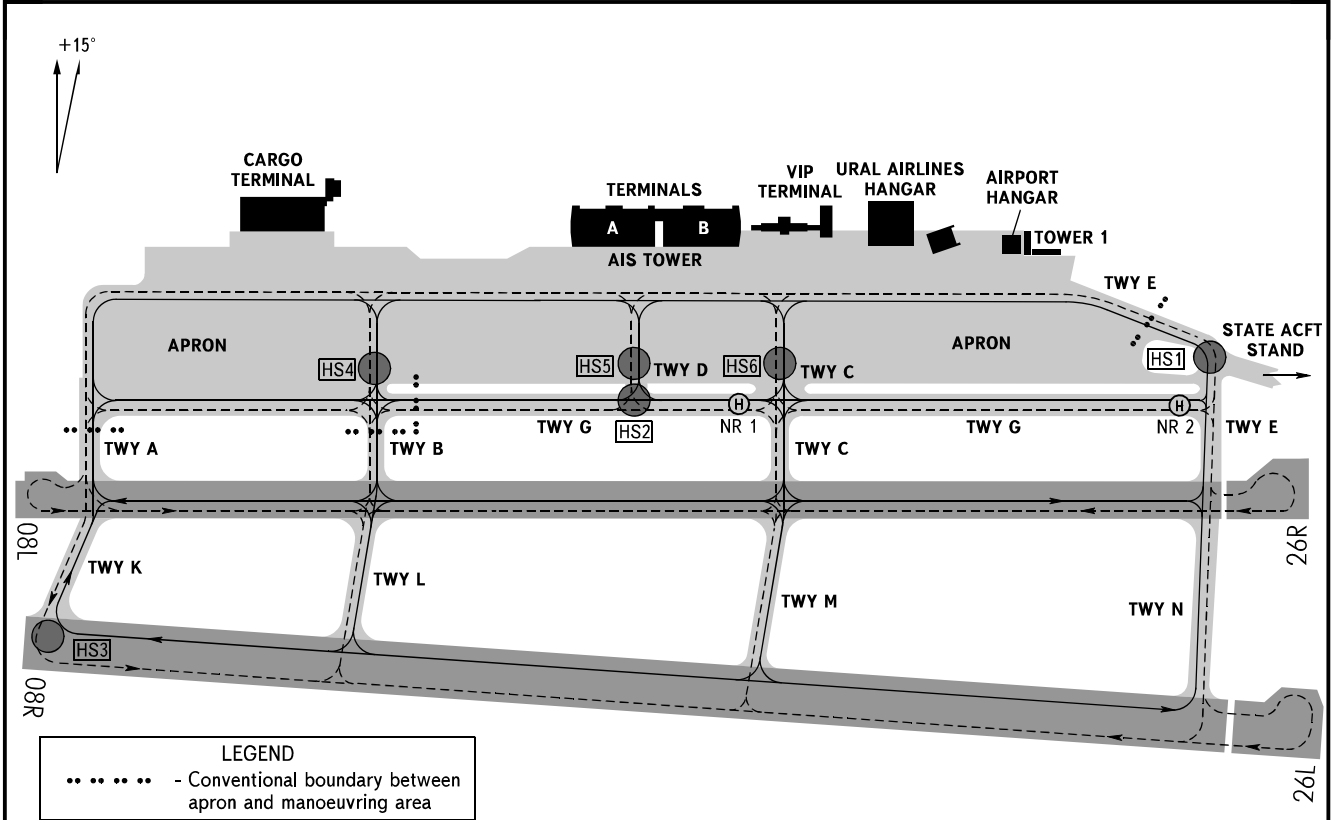 +15°
CARGO
TERMINAL
TERMINALS
A
B
AIS TOWER
VIP
TERMINAL
URAL AIRLINES
HANGAR
AIRPORT
HANGAR
TOWER 1
TWY E
STATE ACFT
STAND
APRON
HS4
HS5
TWY D
HS6
TWY C
APRON
HS1
H
NR 1
H
NR 2
TWY A
TWY B
TWY G
HS2
TWY C
TWY G
TWY E
08L
26R
TWY K
TWY L
TWY M
TWY N
HS3
08R
26L
LEGEND
- Conventional boundary between
apron and manoeuvring area